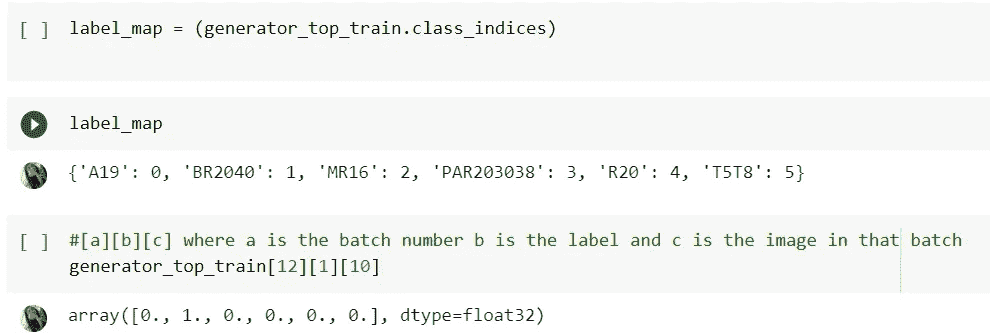 [ ] label_map = (generator_top_train.class_indices)
label_map
{'A19': 0, 'BR2040': 1, 'MR16': 2, 'PAR203038': 3, 'R20': 4, 'T5T8': 5}
[ ] #[a][b][c] where a is the batch number b is the label and c is the image in that batch
generator_top_train[12][1][10]
array([0., 1., 0., 0., 0., 0.], dtype=float32)